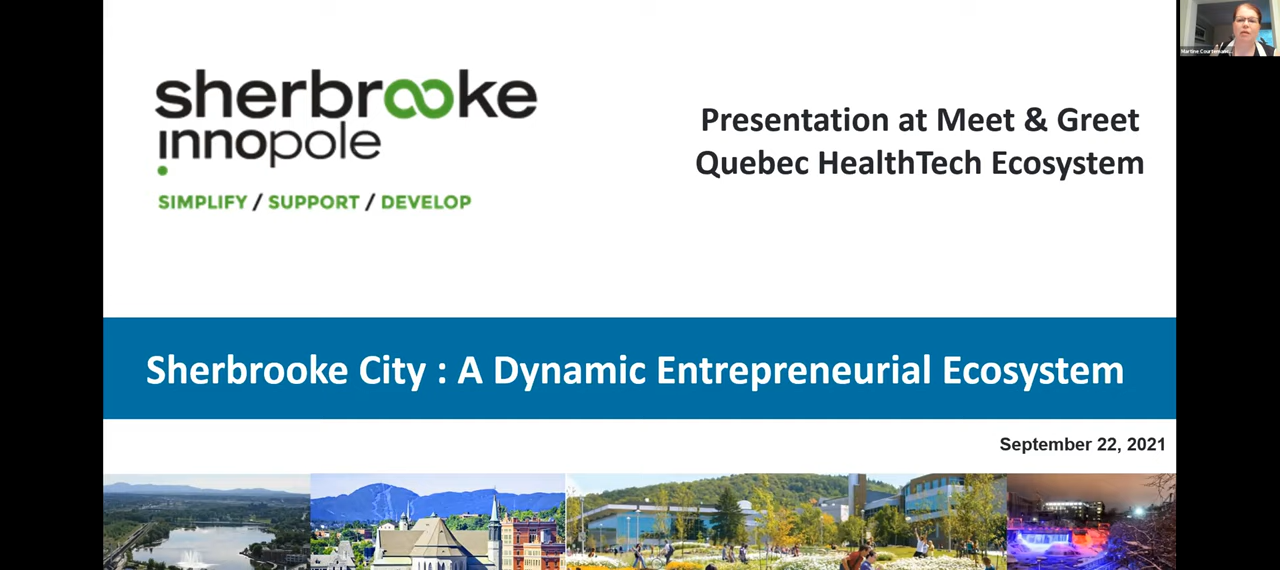 sherbrooke
innopole
SIMPLIFY / SUPPORT / DEVELOP
Presentation at Meet & Greet
Quebec HealthTech Ecosystem
Sherbrooke City : A Dynamic Entrepreneurial Ecosystem
September 22, 2021
Martine